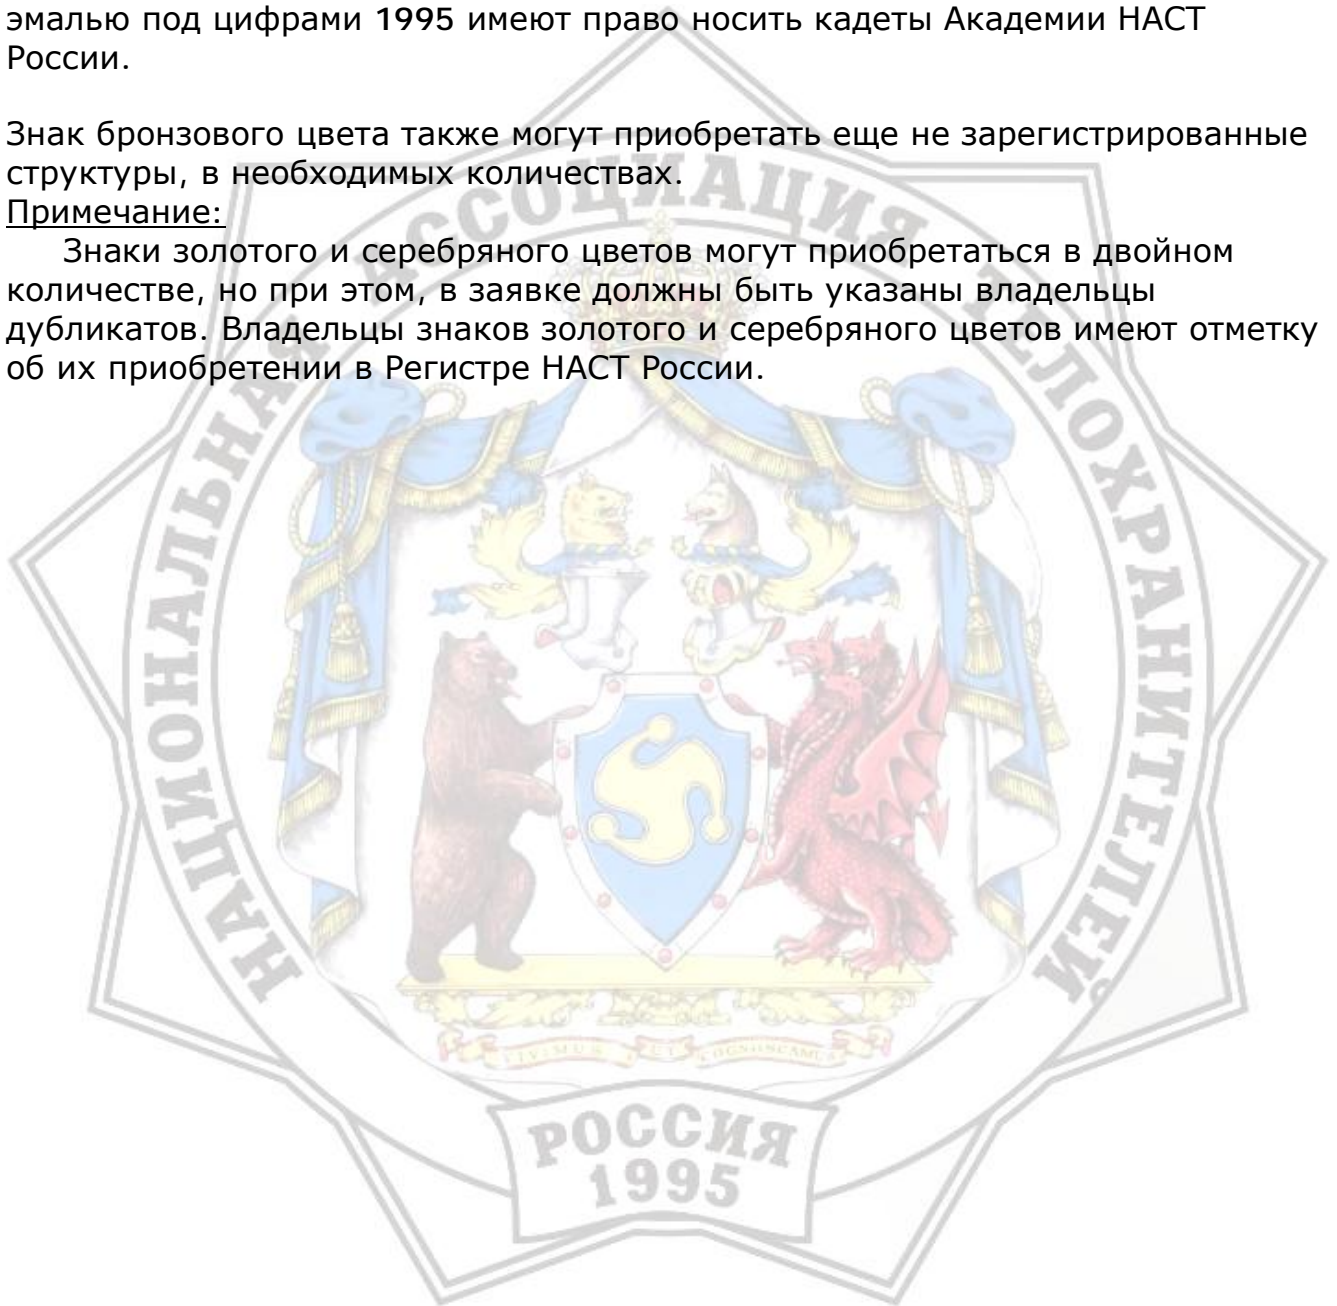 эмалью под цифрами 1995 имеют право носить кадеты Академии НАСТ
России.
Знак бронзового цвета также могут приобретать еще не зарегистрированные
структуры, в необходимых количествах.
Примечание:
Знаки золотого и серебряного цветов могут приобретаться в двойном
количестве, но при этом, в заявке должны быть указаны владельцы
дубликатов. Владельцы знаков золотого и серебряного цветов имеют отметку
об их приобретении в Регистре НАСТ России.
НАЦИОНАЛЬНАЯ АССОЦИАЦИЯ ТЕЛОХРАНИТЕЛЕЙ
VIVIMUS UT COGNOSCAMUS
РОССИЯ
1995